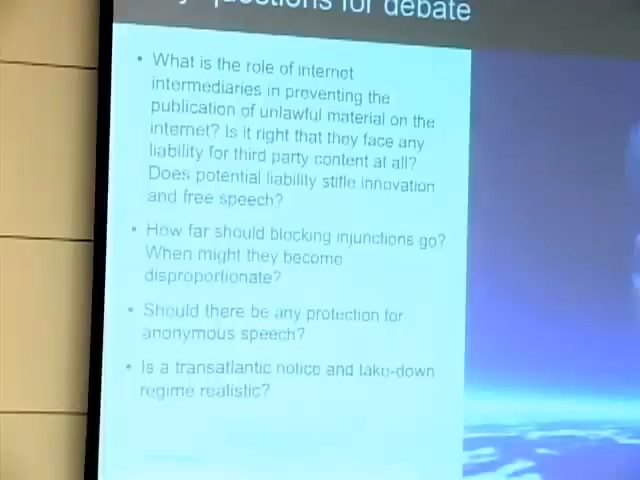 questions for debate
• What is the role of internet
intermediaries in preventing the
publication of unlawful material on the
internet? Is it right that they face any
liability for third party content at all?
Does potential liability stifle innovation
and free speech?
• How far should blocking injunctions go?
When might they become
disproportionate?
• Should there be any protection for
anonymous speech?
• Is a transatlantic notice and take-down
regime realistic?